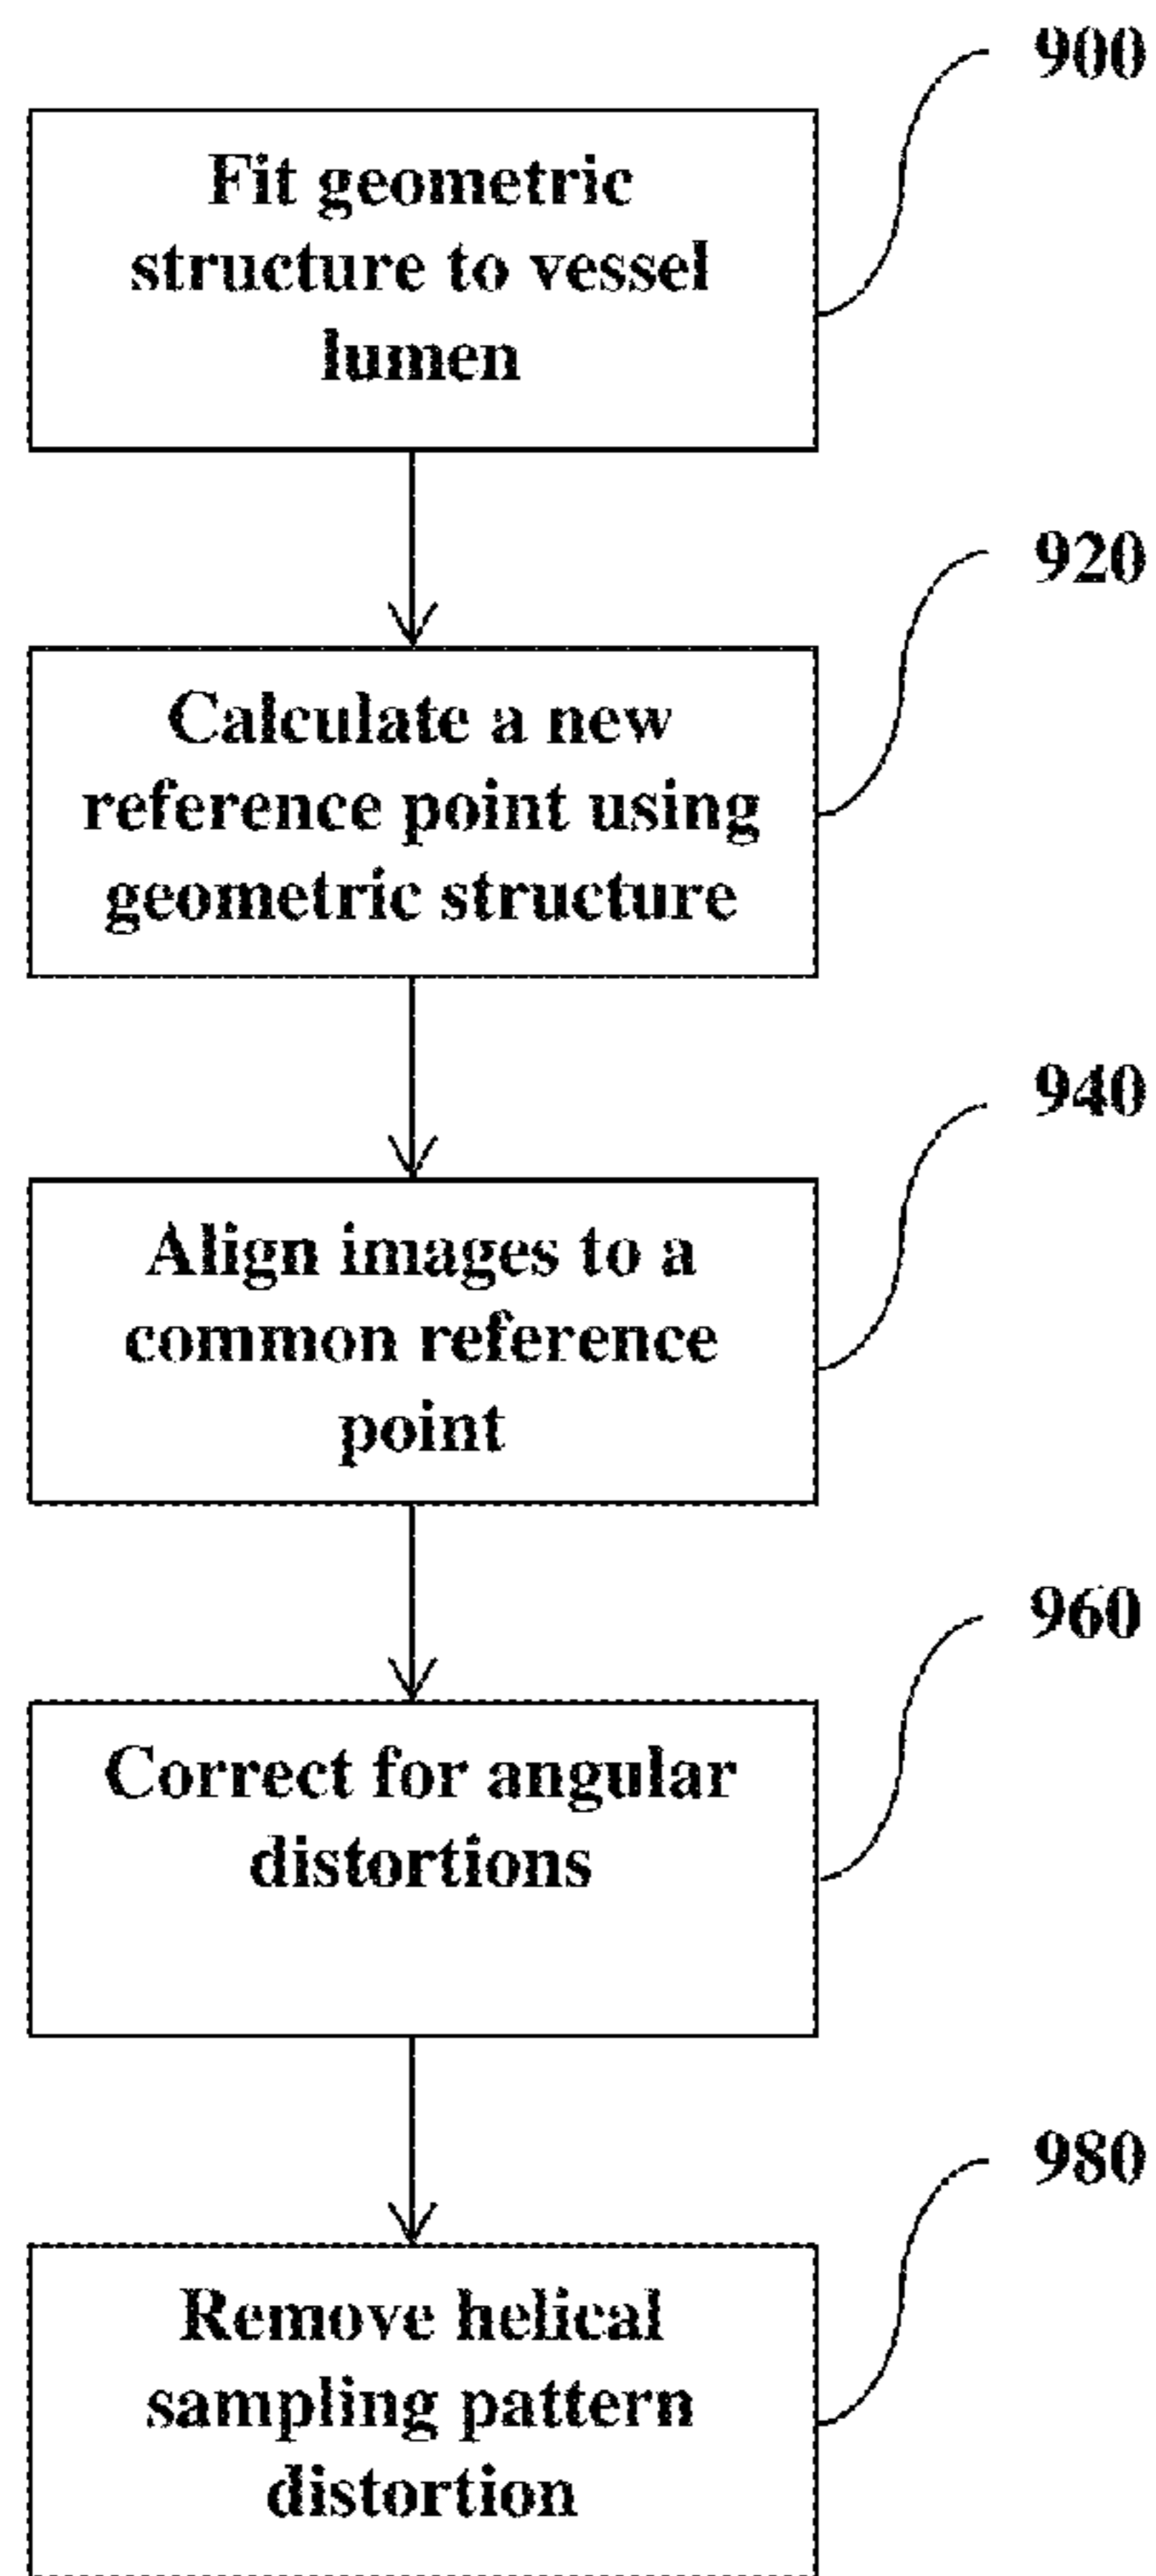 900
Fit geometric
structure to vessel
lumen
920
Calculate a new
reference point using
geometric structure
940
Align images to a
common reference
point
960
Correct for angular
distortions
980
Remove helical
sampling pattern
distortion